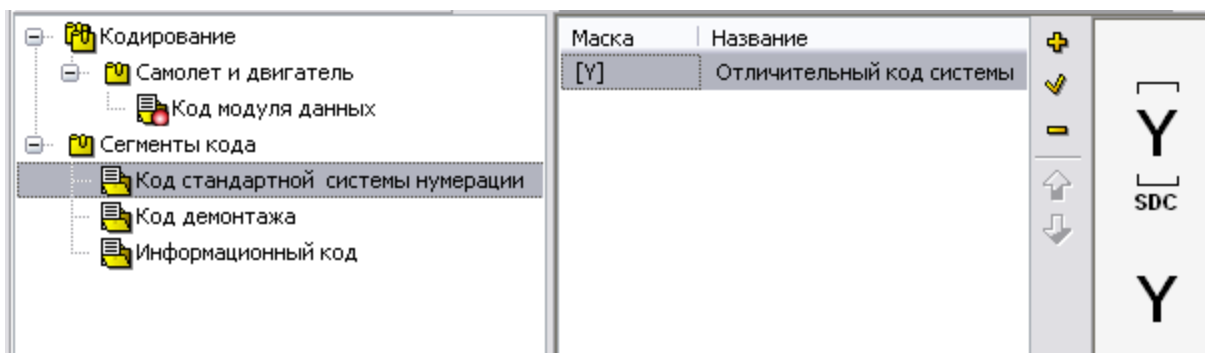 Кодирование
Самолет и двигатель
Код модуля данных
Сегменты кода
Код стандартной системы нумерации
Код демонтажа
Информационный код
Маска Название
[Y] Отличительный код системы
Y
SDC
Y